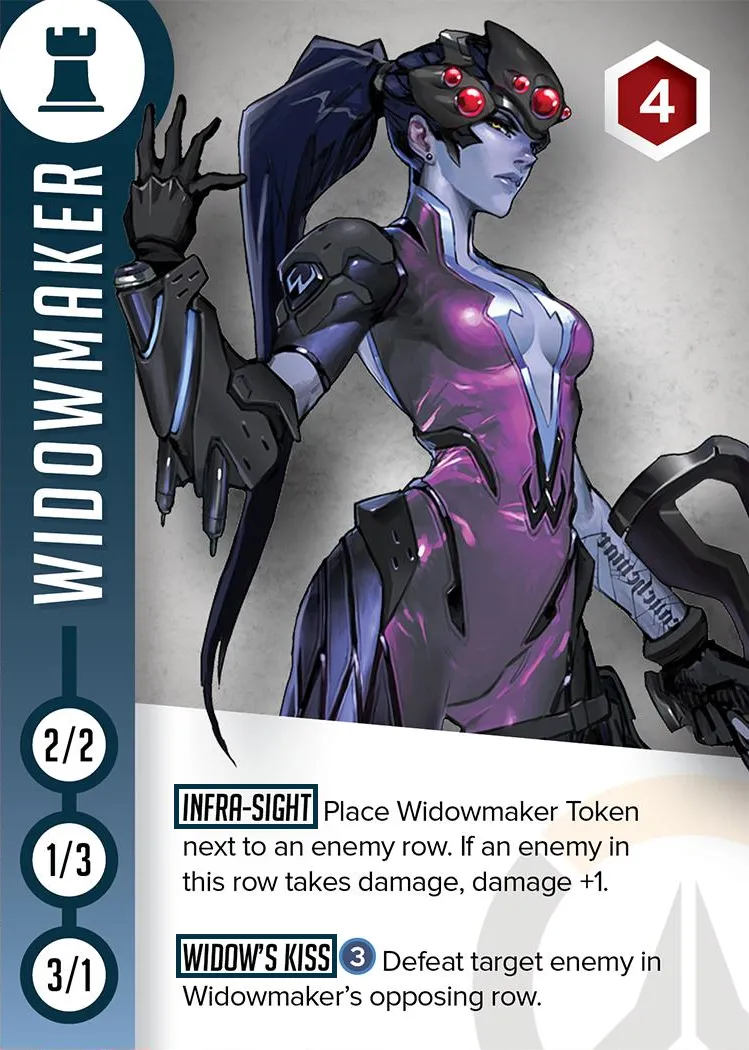 4
WIDOWMAKER
2/2
1/3
3/1
INFRA-SIGHT Place Widowmaker Token
next to an enemy row. If an enemy in
this row takes damage, damage +1.
WIDOW'S KISS 3 Defeat target enemy in
Widowmaker's opposing row.